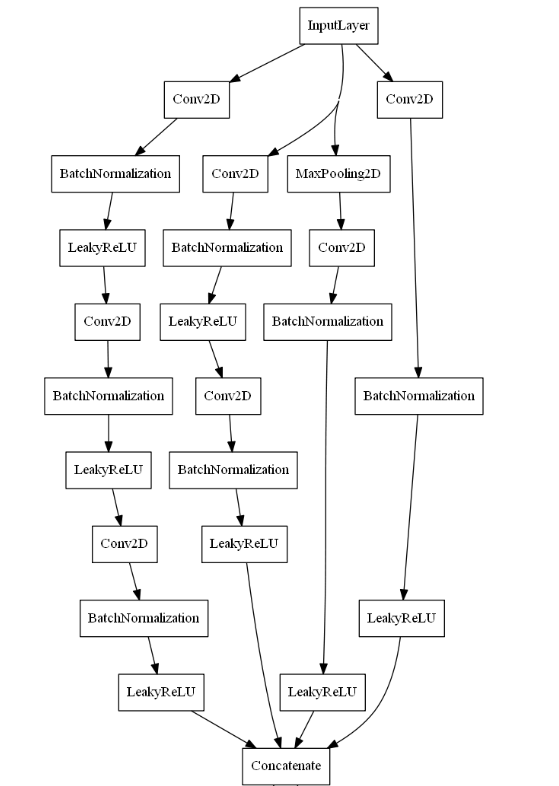 InputLayer
Conv2D
Conv2D
BatchNormalization
Conv2D
MaxPooling2D
LeakyReLU
BatchNormalization
Conv2D
Conv2D
LeakyReLU
BatchNormalization
BatchNormalization
Conv2D
BatchNormalization
LeakyReLU
BatchNormalization
Conv2D
LeakyReLU
BatchNormalization
LeakyReLU
LeakyReLU
LeakyReLU
Concatenate